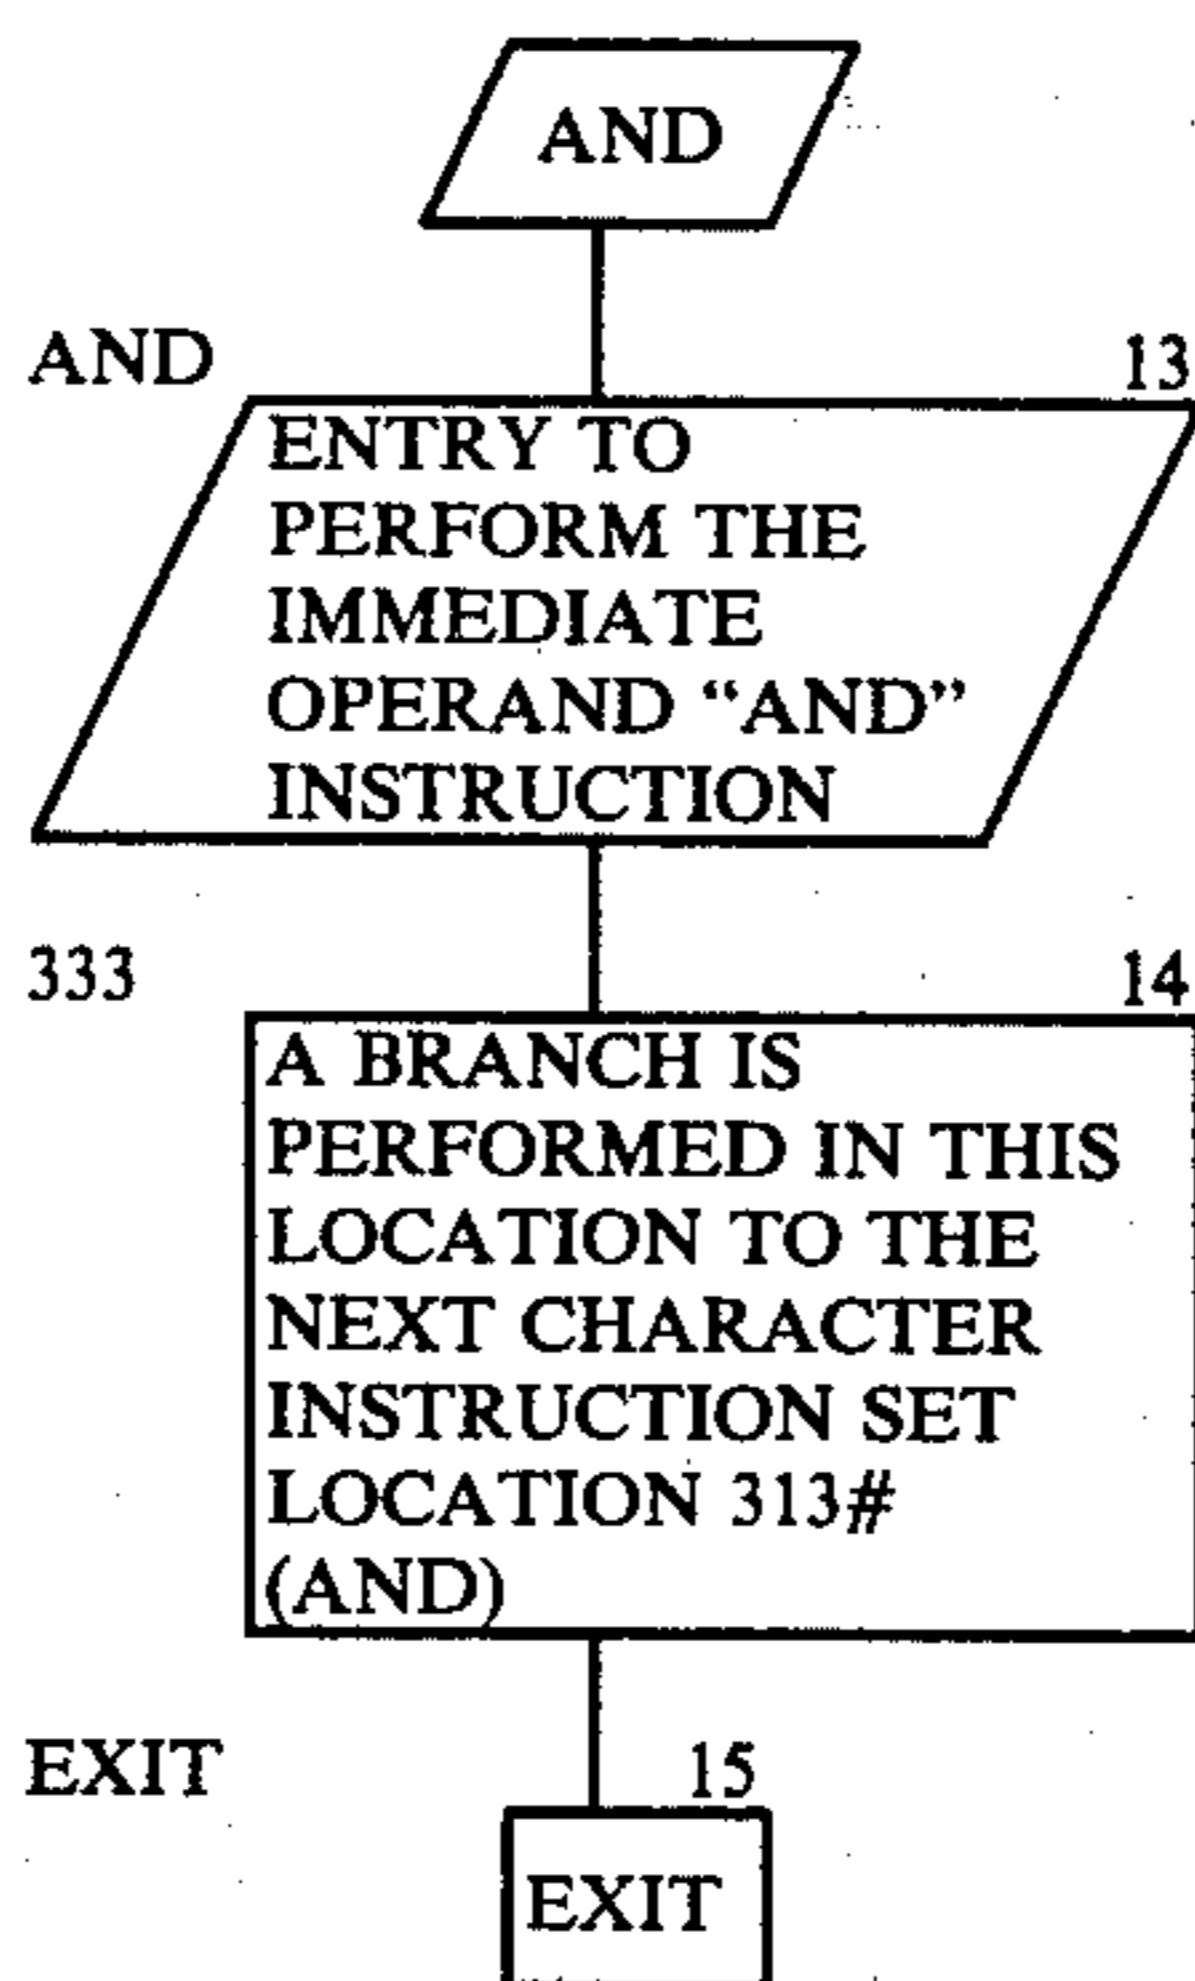 AND
AND
13
ENTRY TO
PERFORM THE
IMMEDIATE
OPERAND “AND”
INSTRUCTION
333
14
A BRANCH IS
PERFORMED IN THIS
LOCATION TO THE
NEXT CHARACTER
INSTRUCTION SET
LOCATION 313#
(AND)
EXIT
15
EXIT